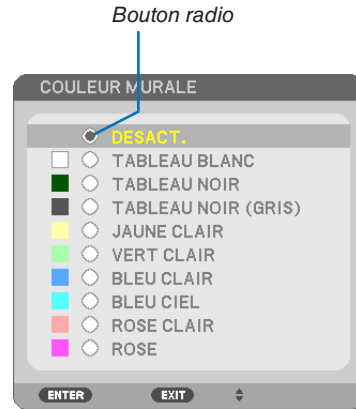 Bouton radio
COULEUR MURALE
DESACT.
TABLEAU BLANC
TABLEAU NOIR
TABLEAU NOIR (GRIS)
JAUNE CLAIR
VERT CLAIR
BLEU CLAIR
BLEU CIEL
ROSE CLAIR
ROSE
ENTER EXIT